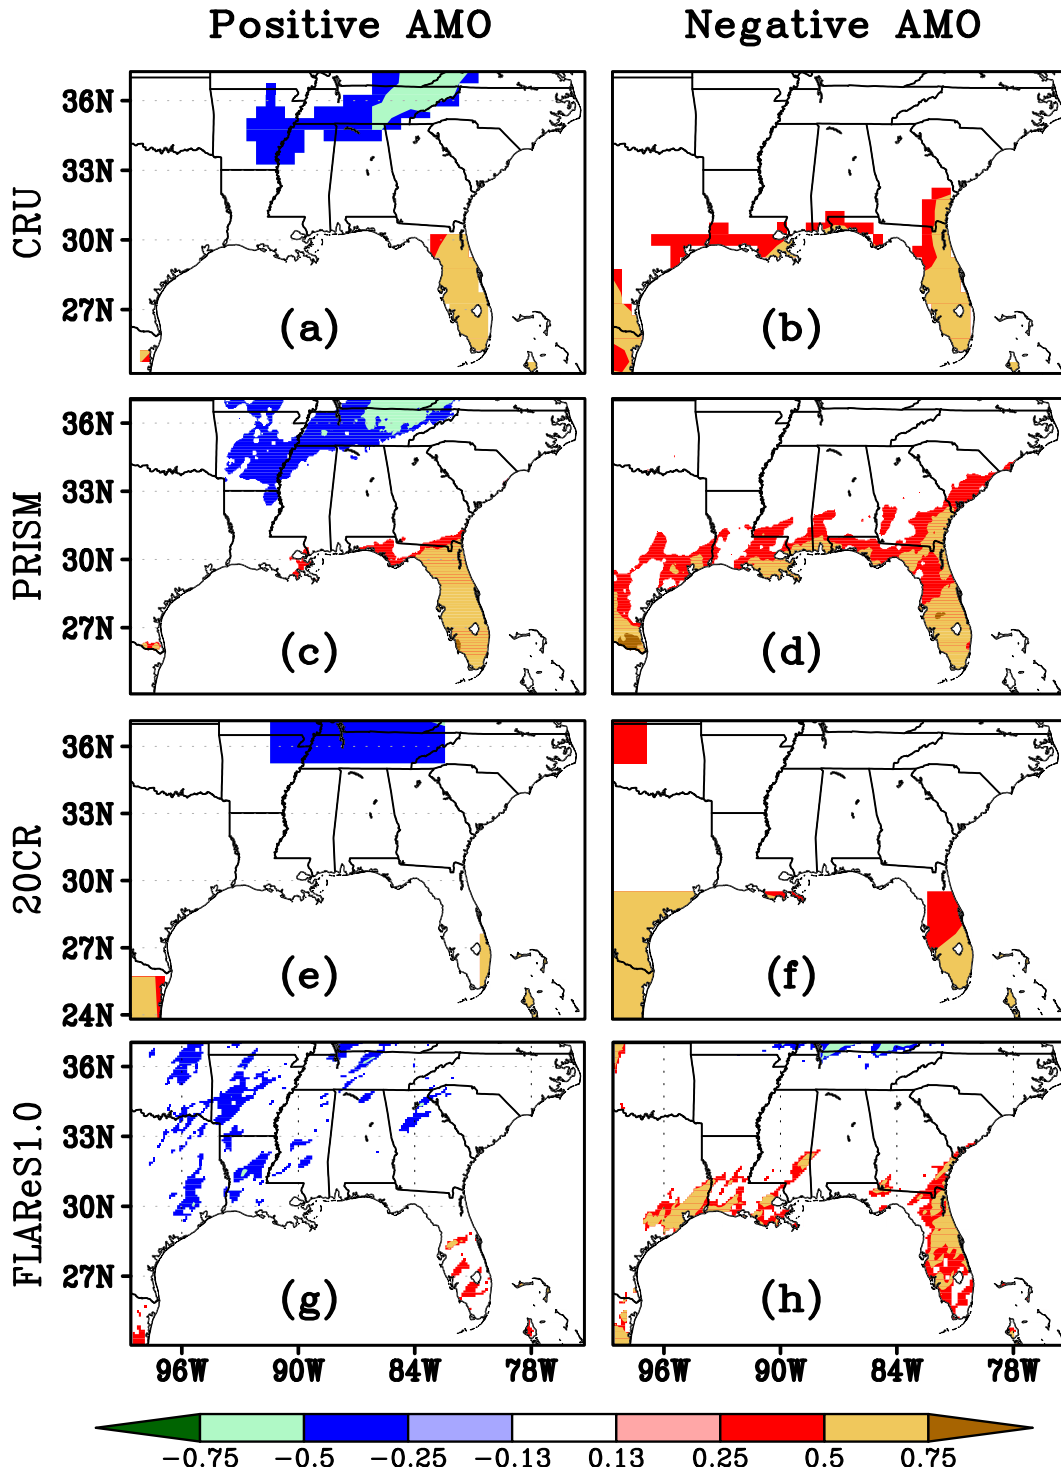 Positive AMO Negative AMO
CRU
36N
33N
30N
27N
(a) (b)
PRISM
36N
33N
30N
27N
(c) (d)
20CR
36N
33N
30N
27N
24N
(e) (f)
FLAReS1.0
36N
33N
30N
27N
(g) (h)
96W 90W 84W 78W 96W 90W 84W 78W
−0.75 −0.5 −0.25 −0.13 0.13 0.25 0.5 0.75